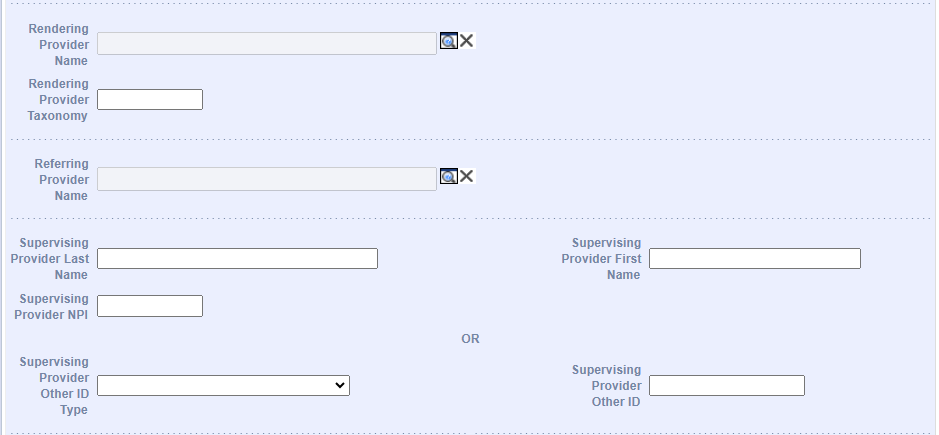 Rendering
Provider
Name
Rendering
Provider
Taxonomy
Referring
Provider
Name
Supervising
Provider Last
Name
Supervising
Provider First
Name
Supervising
Provider NPI
OR
Supervising
Provider
Other ID
Type
Supervising
Provider
Other ID